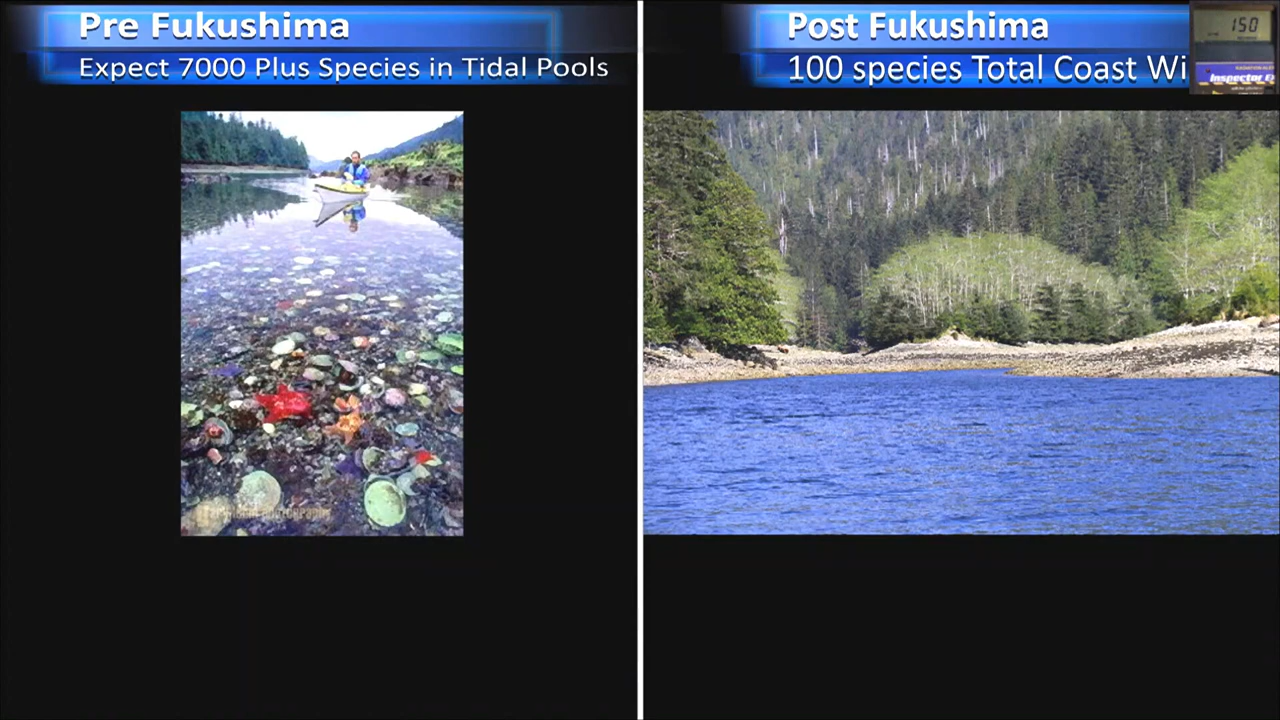 Pre Fukushima
Expect 7000 Plus Species in Tidal Pools
Post Fukushima
100 species Total Coast Wi
150
Inspector